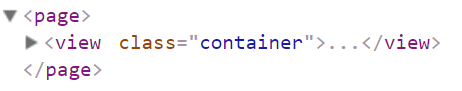 <page>
<view class="container">...</view>
</page>